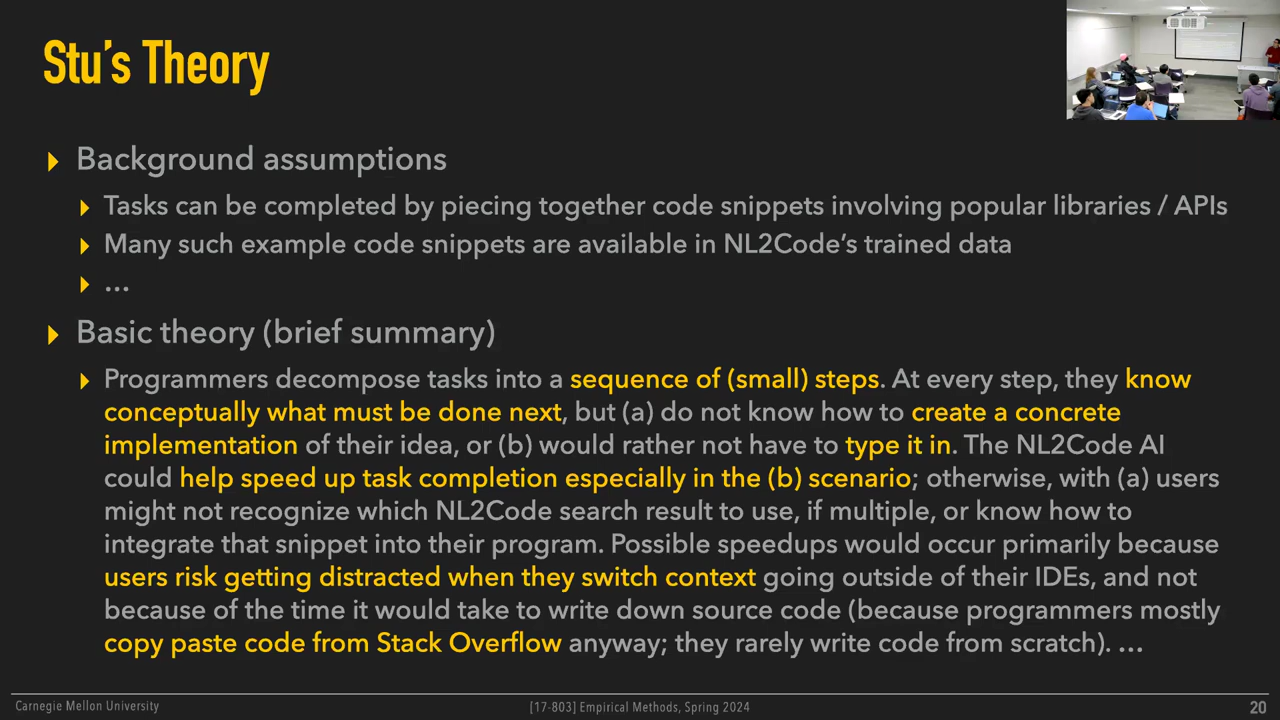 Stu's Theory
Background assumptions
Tasks can be completed by piecing together code snippets involving popular libraries / APIs
Many such example code snippets are available in NL2Code's trained data
...
Basic theory (brief summary)
Programmers decompose tasks into a sequence of (small) steps. At every step, they know
conceptually what must be done next, but (a) do not know how to create a concrete
implementation of their idea, or (b) would rather not have to type it in. The NL2Code AI
could help speed up task completion especially in the (b) scenario; otherwise, with (a) users
might not recognize which NL2Code search result to use, if multiple, or know how to
integrate that snippet into their program. Possible speedups would occur primarily because
users risk getting distracted when they switch context going outside of their IDEs, and not
because of the time it would take to write down source code (because programmers mostly
copy paste code from Stack Overflow anyway; they rarely write code from scratch). ...
Carnegie Mellon University
[17-803] Empirical Methods, Spring 2024
20